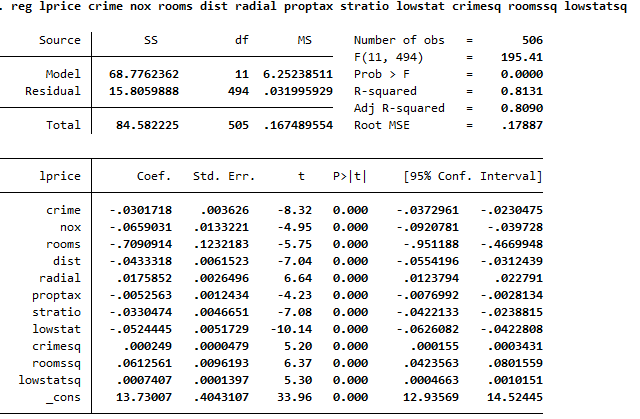 . reg lprice crime nox rooms dist radial proptax stratio lowstat crimesq roomssq lowstatsq
Source SS df MS Number of obs = 506
F(11, 494) = 195.41
Model 68.7762362 11 6.25238511 Prob > F = 0.0000
Residual 15.8059888 494 .031995929 R-squared = 0.8131
Adj R-squared = 0.8090
Total 84.582225 505 .167489554 Root MSE = .17887
lprice Coef. Std. Err. t P>|t| [95% Conf. Interval]
crime -.0301718 .003626 -8.32 0.000 -.0372961 -.0230475
nox -.0659031 .0133221 -4.95 0.000 -.0920781 -.039728
rooms -.7090914 .1232183 -5.75 0.000 -.951188 -.4669948
dist -.0433318 .0061523 -7.04 0.000 -.0554196 -.0312439
radial .0175852 .0026496 6.64 0.000 .0123794 .022791
proptax -.0052563 .0012434 -4.23 0.000 -.0076992 -.0028134
stratio -.0330474 .0046651 -7.08 0.000 -.0422133 -.0238815
lowstat -.0524445 .0051729 -10.14 0.000 -.0626082 -.0422808
crimesq .000249 .0000479 5.20 0.000 .000155 .0003431
roomssq .0612561 .0096193 6.37 0.000 .0423563 .0801559
lowstatsq .0007407 .0001397 5.30 0.000 .0004663 .0010151
_cons 13.73007 .4043107 33.96 0.000 12.93569 14.52445